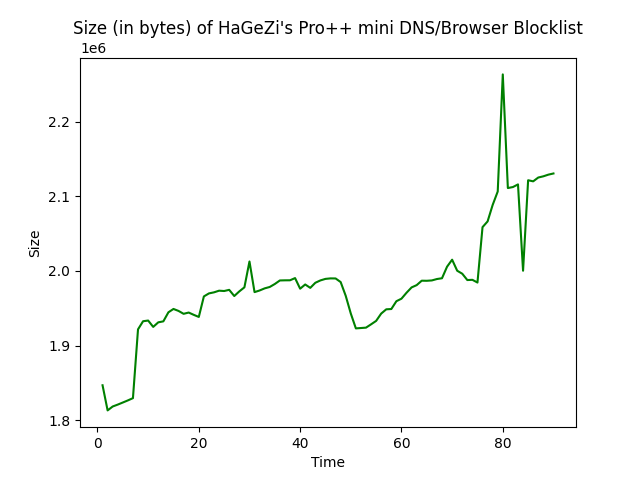 Size (in bytes) of HaGeZi's Pro++ mini DNS/Browser Blocklist
1e6
2.2
2.1
2.0
1.9
1.8
Size
0 20 40 60 80
Time